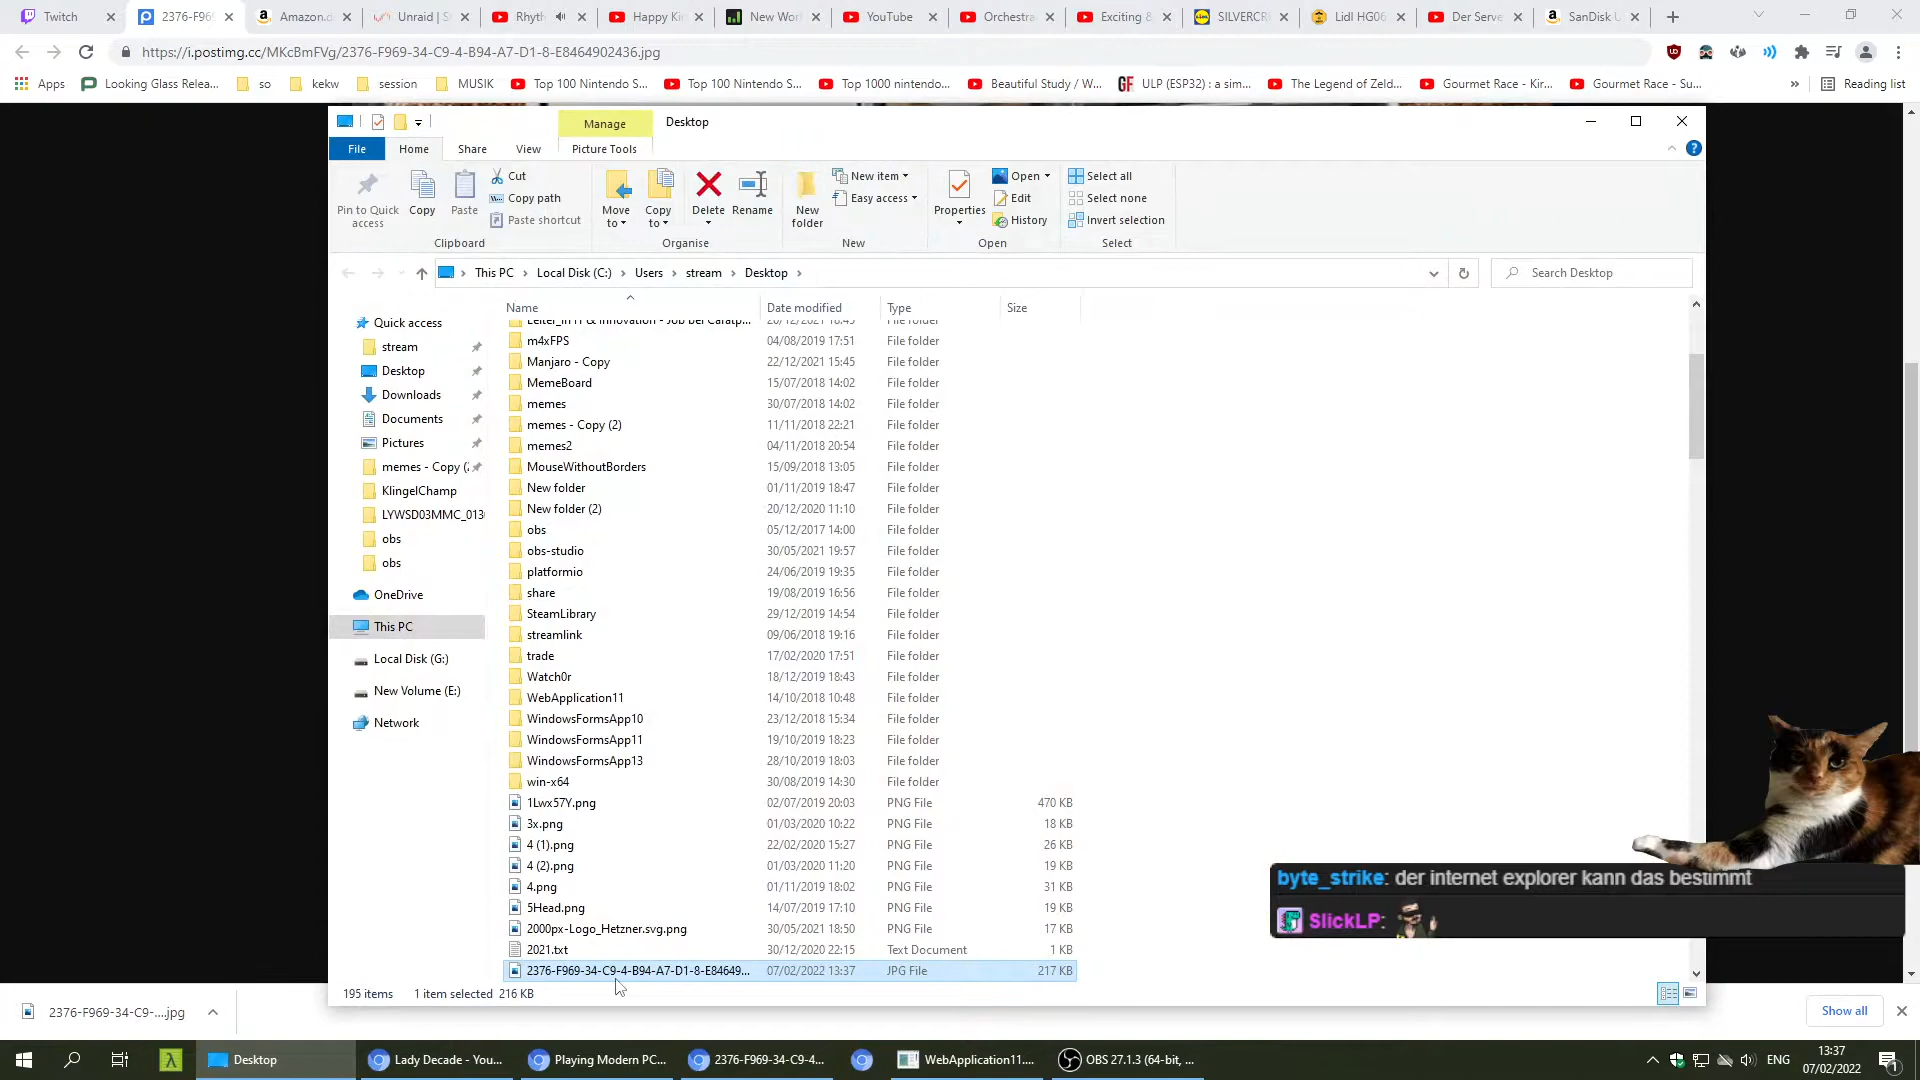 Twitch
2376-F969
Amazon.d
Unraid | S
Rhyth
Happy Ki
New Wor
YouTube
Orchestra
Exciting &
SILVERCR
Lidl HG06
Der Serve
SanDisk U
https://i.postimg.cc/MKcBmFVg/2376-F969-34-C9-4-B94-A7-D1-8-E8464902436.jpg
Apps
Looking Glass Relea...
so
kekw
session
MUSIK
Top 100 Nintendo S...
Top 100 Nintendo S...
Top 1000 nintendo...
Beautiful Study / W...
GF ULP (ESP32) : a sim...
The Legend of Zeld...
Gourmet Race - Kir...
Gourmet Race - Su...
»
Reading list
Manage
Desktop
File
Home
Share
View
Picture Tools
Pin to Quick access
Copy
Paste
Cut
Copy path
Paste shortcut
Clipboard
Move to
Copy to
Delete
Rename
Organise
New folder
New item
Easy access
New
Properties
Open
Edit
History
Open
Select all
Select none
Invert selection
Select
This PC > Local Disk (C:) > Users > stream > Desktop >
Search Desktop
Name Date modified Type Size
Quick access
stream
Desktop
Downloads
Documents
Pictures
memes - Copy (
KlingelChamp
LYWSD03MMC_013
obs
obs
OneDrive
This PC
Local Disk (G:)
New Volume (E:)
Network
Leiter_in IT & Innovation - Job bei Caratp... 20/12/2021 18:45 File folder
m4xFPS 04/08/2019 17:51 File folder
Manjaro - Copy 22/12/2021 15:45 File folder
MemeBoard 15/07/2018 14:02 File folder
memes 30/07/2018 14:02 File folder
memes - Copy (2) 11/11/2018 22:21 File folder
memes2 04/11/2018 20:54 File folder
MouseWithoutBorders 15/09/2018 13:05 File folder
New folder 01/11/2019 18:47 File folder
New folder (2) 20/12/2020 11:10 File folder
obs 05/12/2017 14:00 File folder
obs-studio 30/05/2021 19:57 File folder
platformio 24/06/2019 19:35 File folder
share 19/08/2019 16:56 File folder
SteamLibrary 29/12/2019 14:54 File folder
streamlink 09/06/2018 19:16 File folder
trade 17/02/2020 17:51 File folder
Watch0r 18/12/2019 18:43 File folder
WebApplication11 14/10/2018 10:48 File folder
WindowsFormsApp10 23/12/2018 15:34 File folder
WindowsFormsApp11 19/10/2019 18:23 File folder
WindowsFormsApp13 28/10/2019 18:03 File folder
win-x64 30/08/2019 14:30 File folder
1Lwx57Y.png 02/07/2019 20:03 PNG File 470 KB
3x.png 01/03/2020 10:22 PNG File 18 KB
4 (1).png 22/02/2020 15:27 PNG File 26 KB
4 (2).png 01/03/2020 11:20 PNG File 19 KB
4.png 01/11/2019 18:02 PNG File 31 KB
5Head.png 14/07/2019 17:10 PNG File 19 KB
2000px-Logo_Hetzner.svg.png 30/05/2021 18:50 PNG File 17 KB
2021.txt 30/12/2020 22:15 Text Document 1 KB
2376-F969-34-C9-4-B94-A7-D1-8-E84649... 07/02/2022 13:37 JPG File 217 KB
195 items 1 item selected 216 KB
byte_strike: der internet explorer kann das bestimmt
SlickLP:
2376-F969-34-C9-....jpg
Show all
Desktop
Lady Decade - You...
Playing Modern PC...
2376-F969-34-C9-4...
WebApplication11....
OBS 27.1.3 (64-bit, ...
ENG
13:37
07/02/2022
1